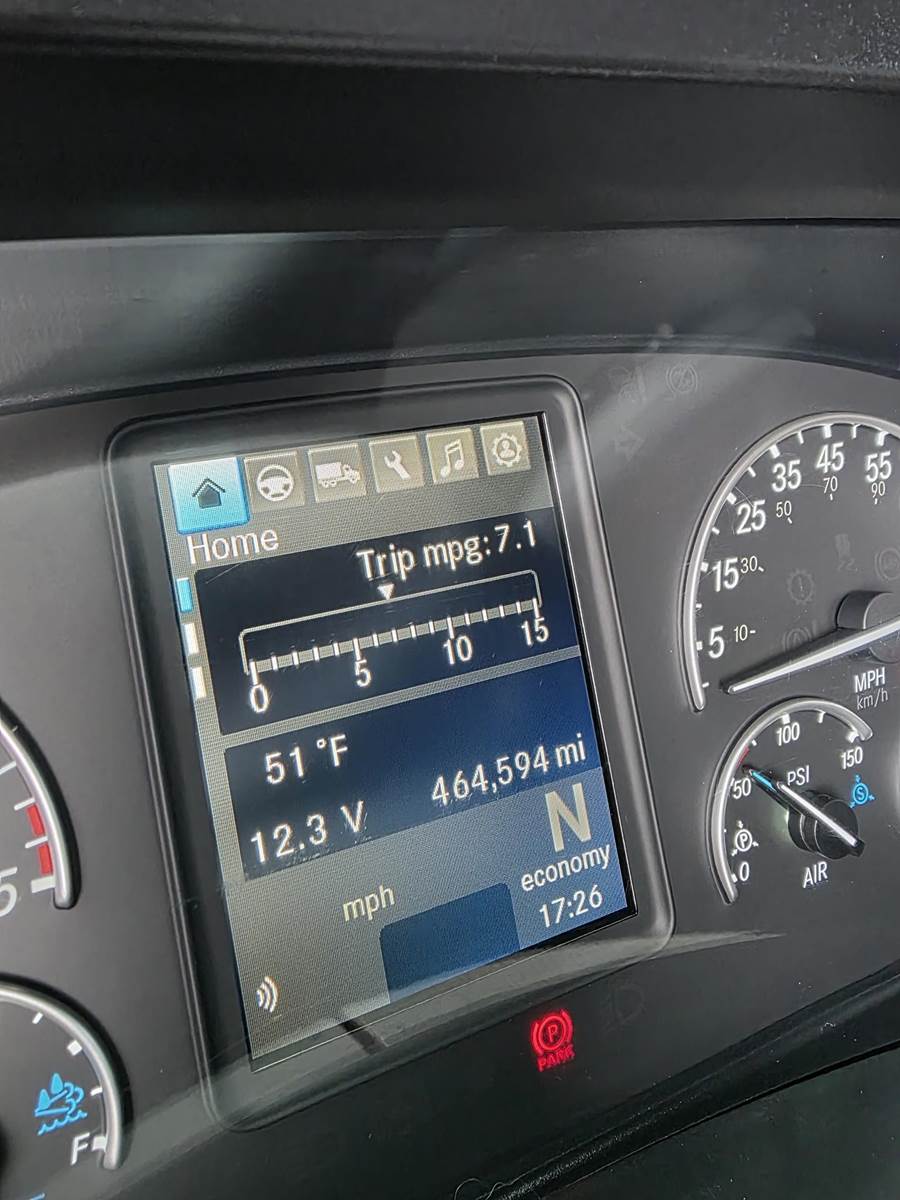 Home
Trip mpg: 7.1
0 5 10 15
51 °F
12.3 V 464,594 mi
N
economy
mph
17:26
PARK
5 15 25 35 45 55
10 30 50 70 90
MPH
km/h
0 50 100 150
PSI
P
S
AIR
5
F